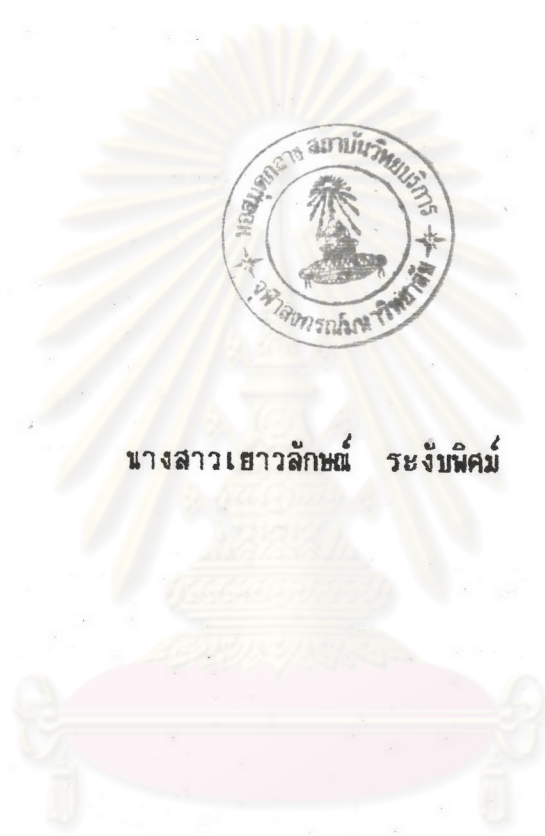 หอสมุดกลาง สถาบันวิทยบริการ
จุฬาลงกรณ์มหาวิทยาลัย
นางสาวเยาวลักษณ์ ระงับพิศม์